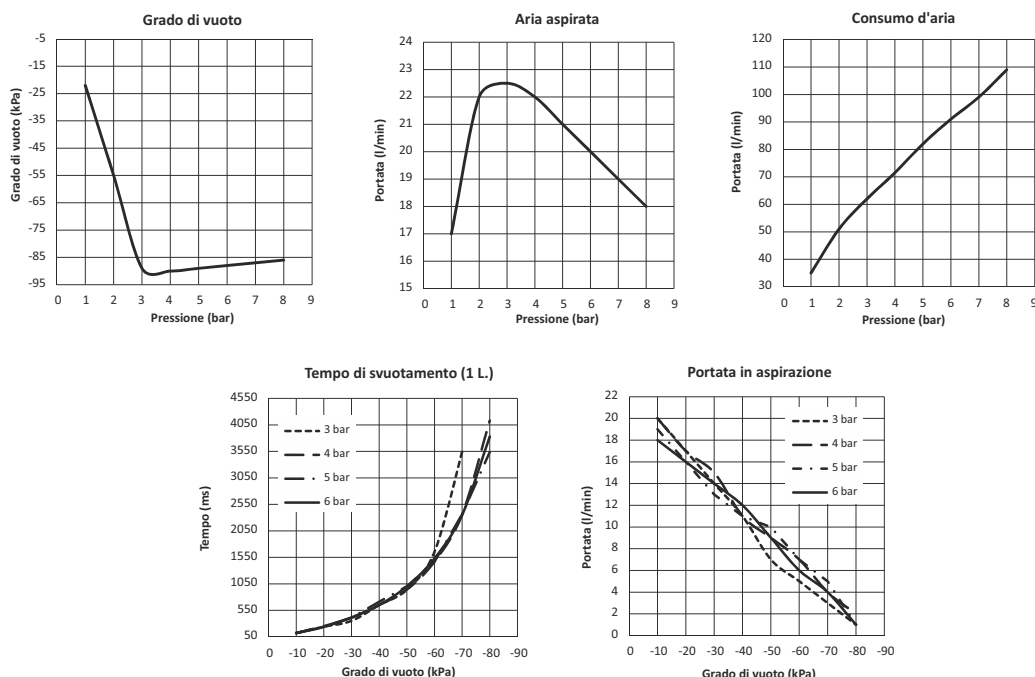 Grado di vuoto
Grado di vuoto (kPa)
-5
-15
-25
-35
-45
-55
-65
-75
-85
-95
0 1 2 3 4 5 6 7 8 9
Pressione (bar)
Aria aspirata
Portata (l/min)
24
23
22
21
20
19
18
17
16
15
0 1 2 3 4 5 6 7 8 9
Pressione (bar)
Consumo d'aria
Portata (l/min)
120
110
100
90
80
70
60
50
40
30
0 1 2 3 4 5 6 7 8 9
Pressione (bar)
Tempo di svuotamento (1 L.)
Tempo (ms)
4550
4050
3550
3050
2550
2050
1550
1050
550
50
3 bar
4 bar
5 bar
6 bar
0 -10 -20 -30 -40 -50 -60 -70 -80 -90
Grado di vuoto (kPa)
Portata in aspirazione
Portata (l/min)
22
20
18
16
14
12
10
8
6
4
2
0
3 bar
4 bar
5 bar
6 bar
0 -10 -20 -30 -40 -50 -60 -70 -80 -90
Grado di vuoto (kPa)